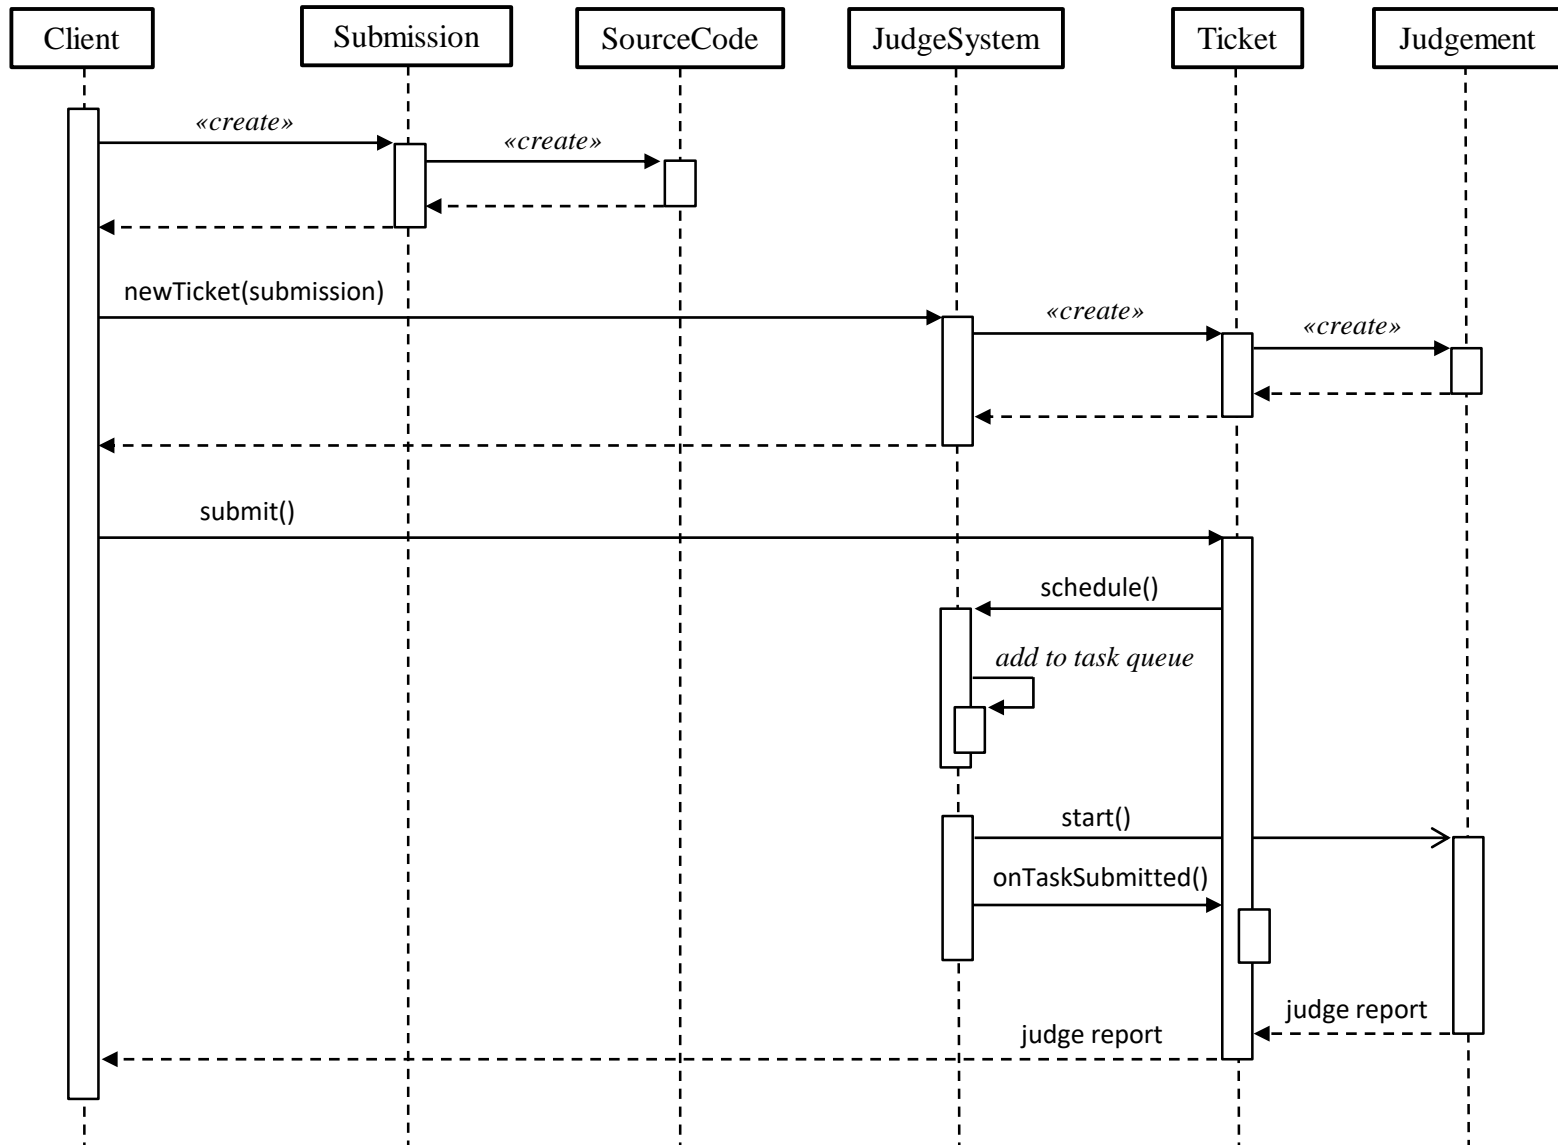 Client
Submission
SourceCode
JudgeSystem
Ticket
Judgement
«create»
«create»
newTicket(submission)
«create»
«create»
submit()
schedule()
add to task queue
start()
onTaskSubmitted()
judge report
judge report